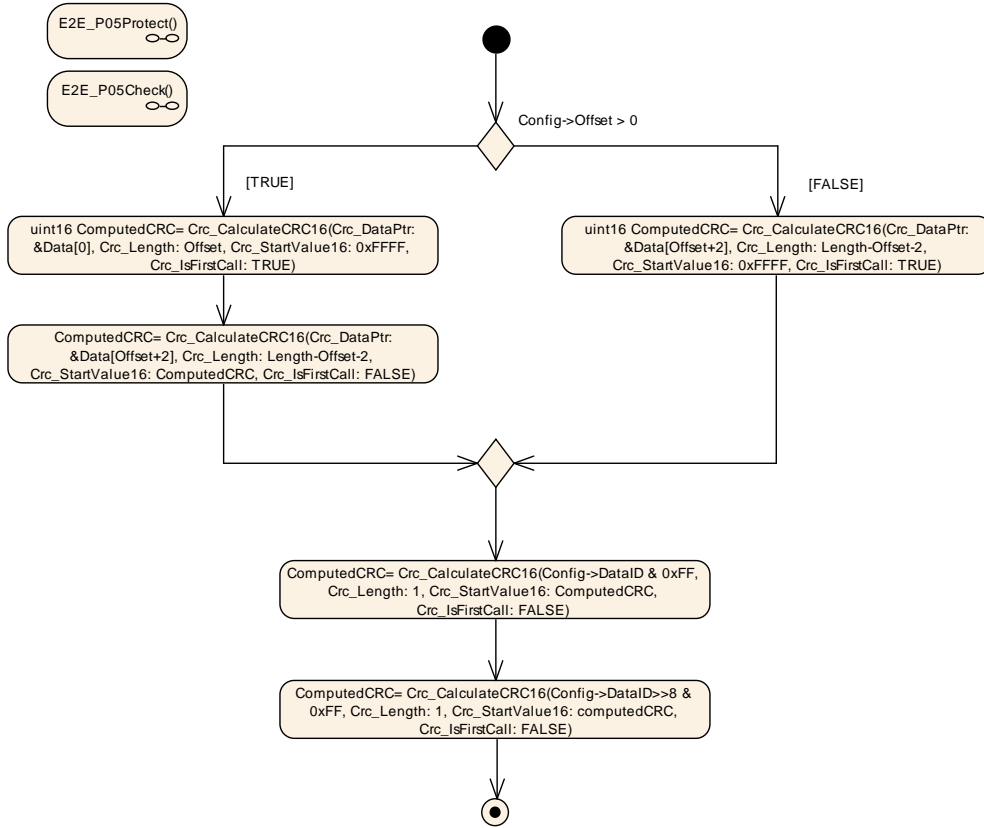 E2E_P05Protect()
E2E_P05Check()
Config->Offset > 0
[TRUE]
[FALSE]
uint16 ComputedCRC= Crc_CalculateCRC16(Crc_DataPtr:
&Data[0], Crc_Length: Offset, Crc_StartValue16: 0xFFFF,
Crc_IsFirstCall: TRUE)
uint16 ComputedCRC= Crc_CalculateCRC16(Crc_DataPtr:
&Data[Offset+2], Crc_Length: Length-Offset-2,
Crc_StartValue16: 0xFFFF, Crc_IsFirstCall: TRUE)
ComputedCRC= Crc_CalculateCRC16(Crc_DataPtr:
&Data[Offset+2], Crc_Length: Length-Offset-2,
Crc_StartValue16: ComputedCRC, Crc_IsFirstCall: FALSE)
ComputedCRC= Crc_CalculateCRC16(Config->DataID & 0xFF,
Crc_Length: 1, Crc_StartValue16: ComputedCRC,
Crc_IsFirstCall: FALSE)
ComputedCRC= Crc_CalculateCRC16(Config->DataID>>8 &
0xFF, Crc_Length: 1, Crc_StartValue16: computedCRC,
Crc_IsFirstCall: FALSE)